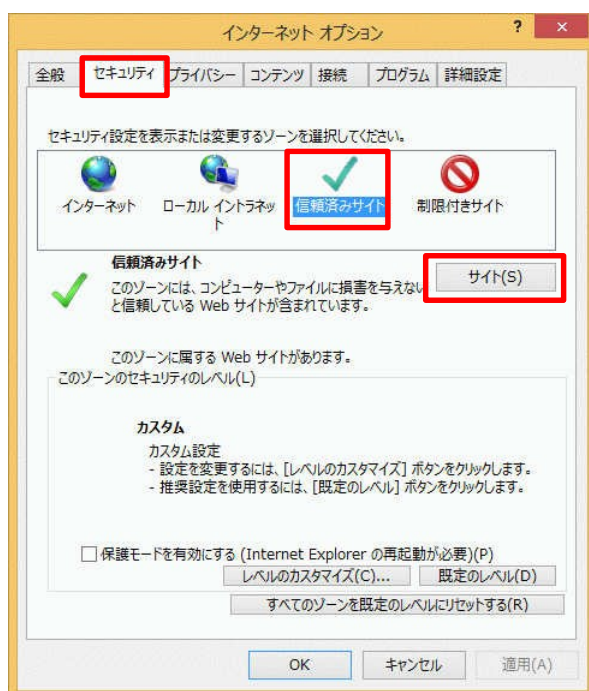 インターネット オプション
? ×
全般 セキュリティ プライバシー コンテンツ 接続 プログラム 詳細設定
セキュリティ設定を表示または変更するゾーンを選択してください。
インターネット ローカル イントラネッ 信頼済みサイト 制限付きサイト
ト
信頼済みサイト
サイト(S)
このゾーンには、コンピューターやファイルに損害を与えない
と信頼している Web サイトが含まれています。
このゾーンに属する Web サイトがあります。
このゾーンのセキュリティのレベル(L)
カスタム
カスタム設定
- 設定を変更するには、[レベルのカスタマイズ] ボタンをクリックします。
- 推奨設定を使用するには、[既定のレベル] ボタンをクリックします。
保護モードを有効にする (Internet Explorer の再起動が必要)(P)
レベルのカスタマイズ(C)... 既定のレベル(D)
すべてのゾーンを既定のレベルにリセットする(R)
OK キャンセル 適用(A)